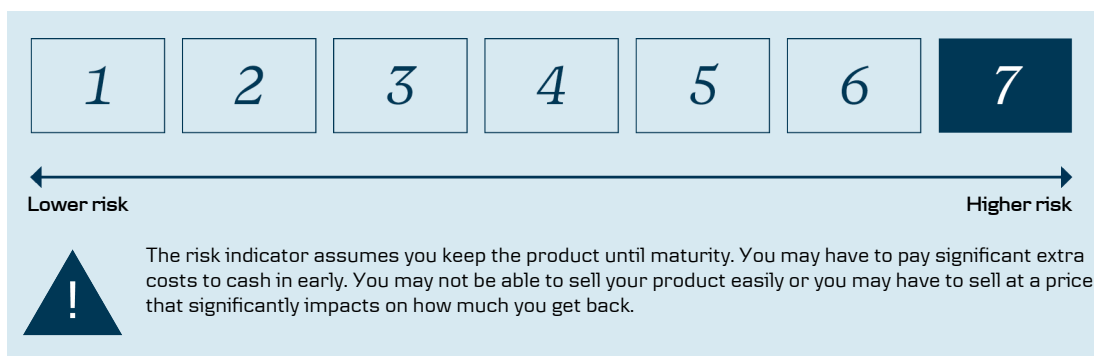 1 2 3 4 5 6 7
Lower risk Higher risk
!
The risk indicator assumes you keep the product until maturity. You may have to pay significant extra
costs to cash in early. You may not be able to sell your product easily or you may have to sell at a price
that significantly impacts on how much you get back.